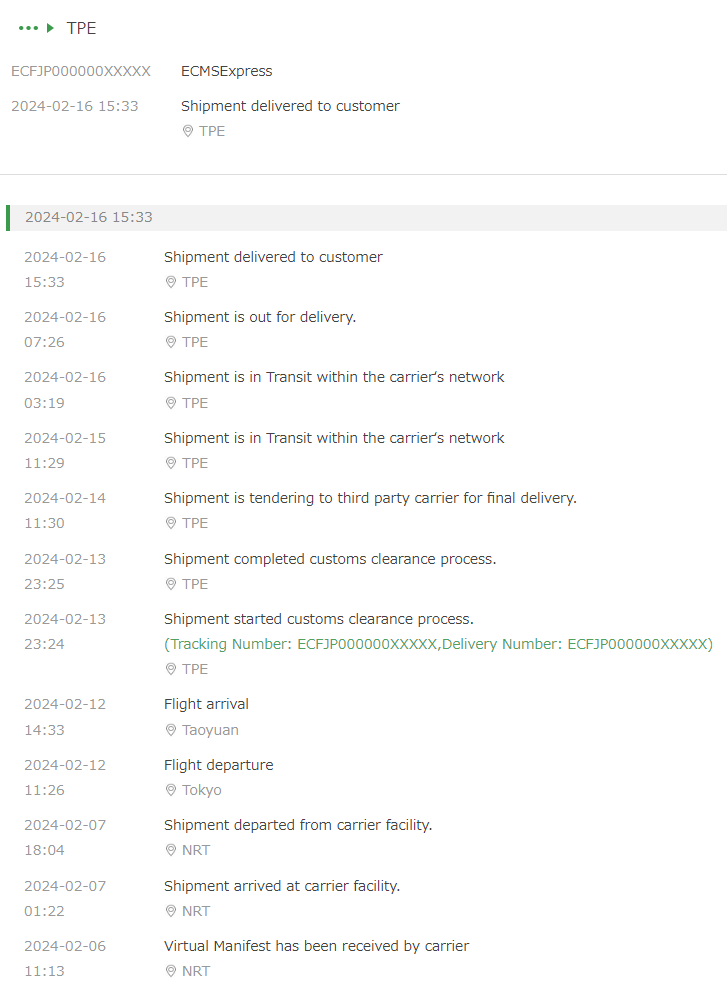 TPE
ECFJP000000XXXXX ECMSExpress
2024-02-16 15:33 Shipment delivered to customer
TPE
2024-02-16 15:33
2024-02-16 Shipment delivered to customer
15:33 TPE
2024-02-16 Shipment is out for delivery.
07:26 TPE
2024-02-16 Shipment is in Transit within the carrier’s network
03:19 TPE
2024-02-15 Shipment is in Transit within the carrier’s network
11:29 TPE
2024-02-14 Shipment is tendering to third party carrier for final delivery.
11:30 TPE
2024-02-13 Shipment completed customs clearance process.
23:25 TPE
2024-02-13 Shipment started customs clearance process.
23:24 (Tracking Number: ECFJP000000XXXXX,Delivery Number: ECFJP000000XXXXX)
TPE
2024-02-12 Flight arrival
14:33 Taoyuan
2024-02-12 Flight departure
11:26 Tokyo
2024-02-07 Shipment departed from carrier facility.
18:04 NRT
2024-02-07 Shipment arrived at carrier facility.
01:22 NRT
2024-02-06 Virtual Manifest has been received by carrier
11:13 NRT